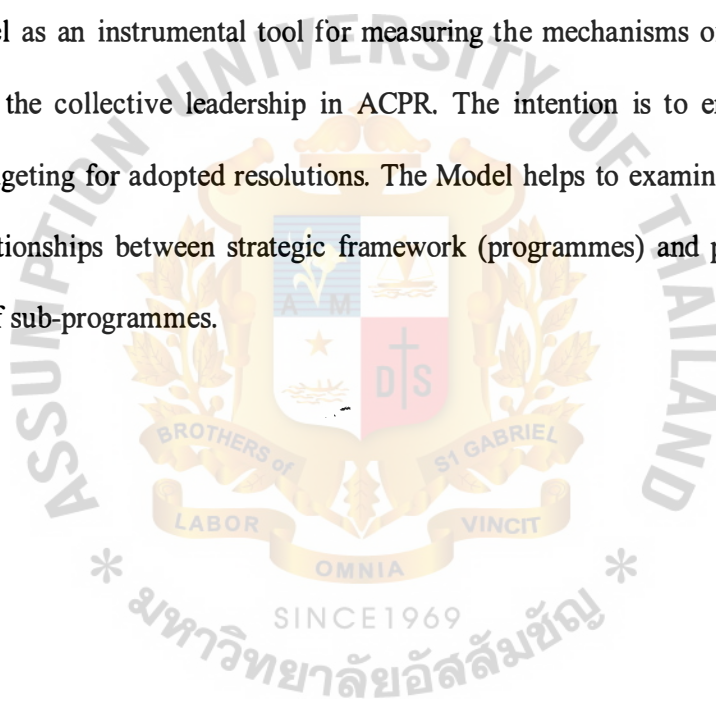 el as an instrumental tool for measuring the mechanisms o
the collective leadership in ACPR. The intention is to e
geting for adopted resolutions. The Model helps to examin
tionships between strategic framework (programmes) and p
f sub-programmes.
ASSUMPTION UNIVERSITY OF THAILAND
A M
D S
BROTHERS of ST GABRIEL
LABOR
VINCIT
OMNIA
SINCE1969
* มหาวิทยาลัยอัสสัมชัญ *